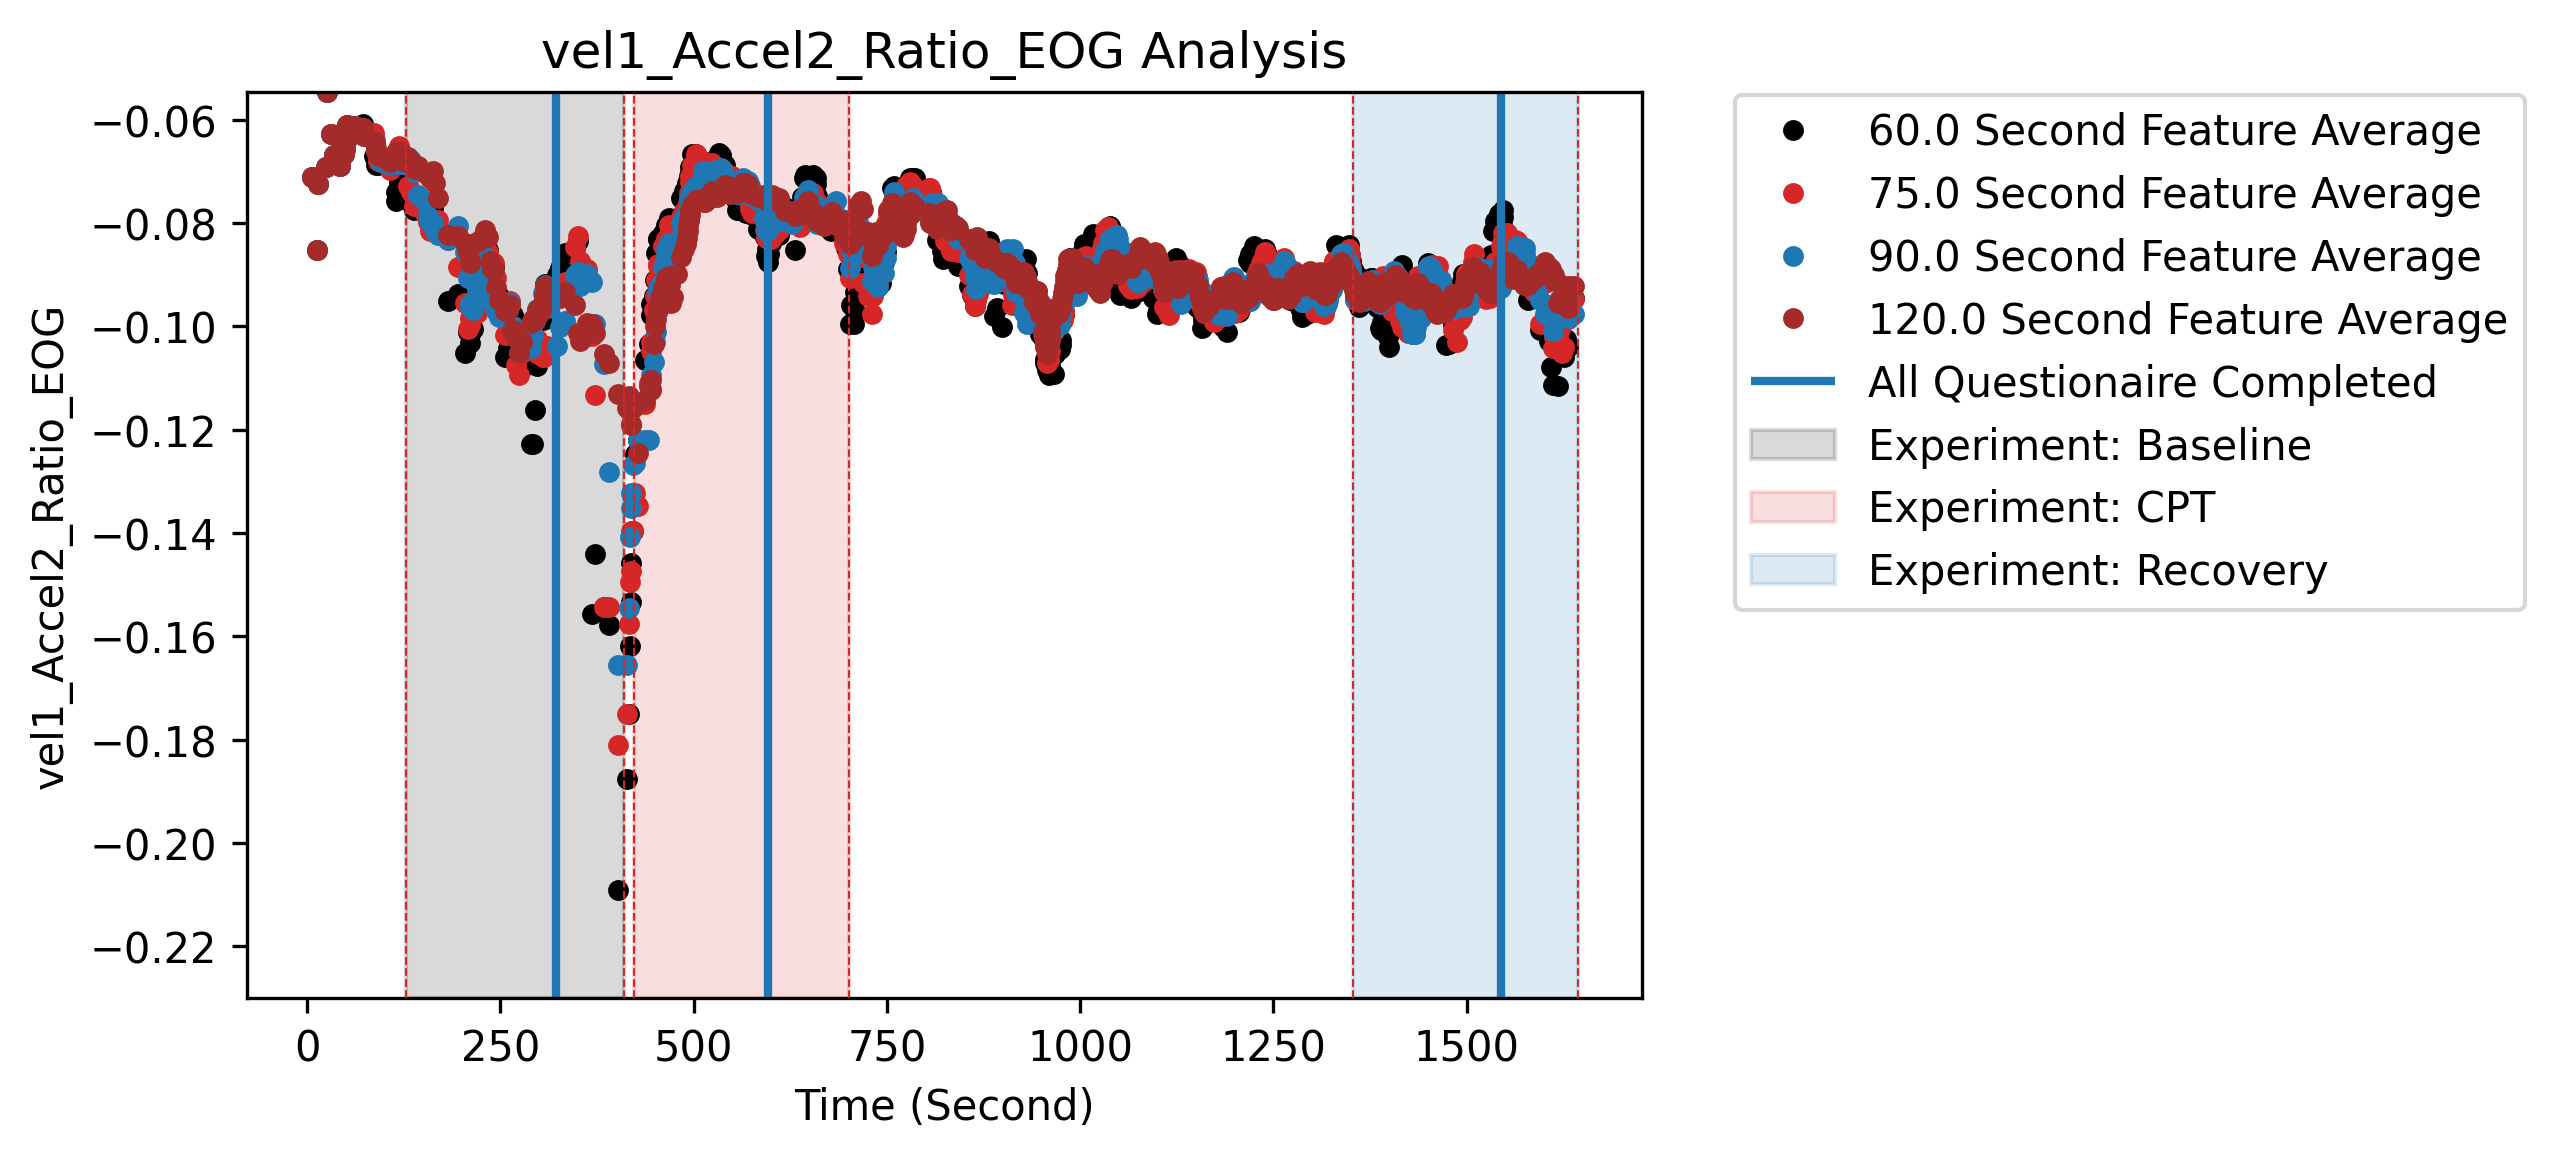 vel1_Accel2_Ratio_EOG Analysis
vel1_Accel2_Ratio_EOG
−0.06
−0.08
−0.10
−0.12
−0.14
−0.16
−0.18
−0.20
−0.22
0
250
500
750
1000
1250
1500
Time (Second)
60.0 Second Feature Average
75.0 Second Feature Average
90.0 Second Feature Average
120.0 Second Feature Average
All Questionaire Completed
Experiment: Baseline
Experiment: CPT
Experiment: Recovery